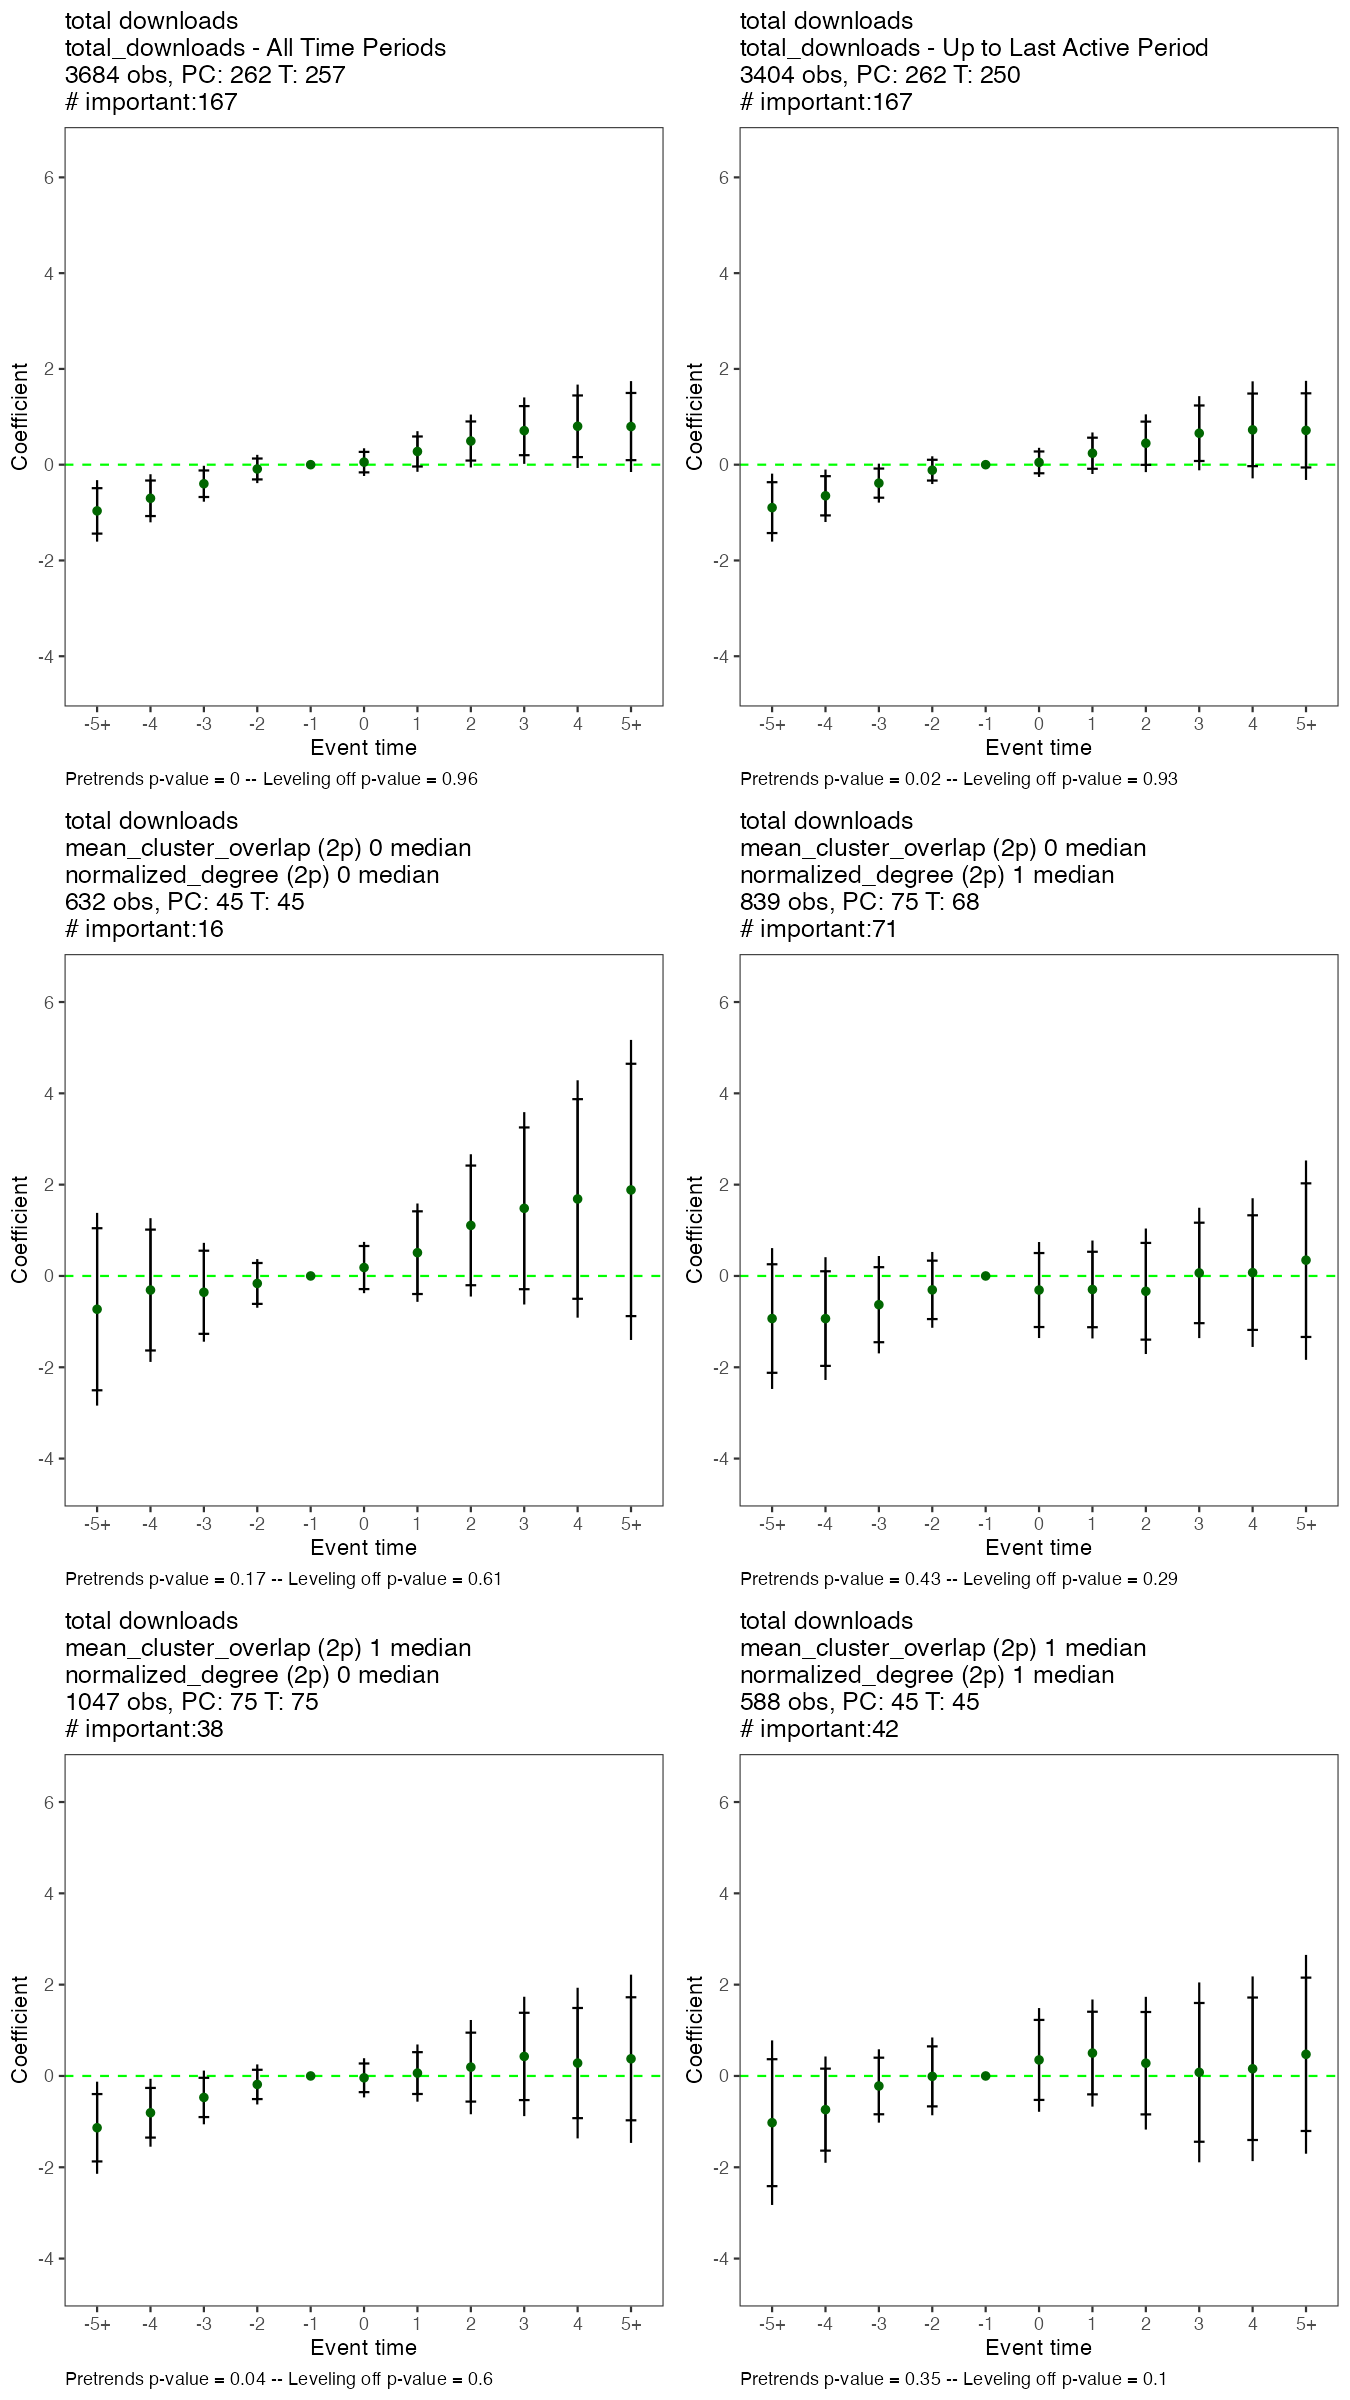 total downloads
total_downloads - All Time Periods
3684 obs, PC: 262 T: 257
# important:167
6
4
2
0
-2
-4
Coefficient
-5+ -4 -3 -2 -1 0 1 2 3 4 5+
Event time
Pretrends p-value = 0 -- Leveling off p-value = 0.96
total downloads
total_downloads - Up to Last Active Period
3404 obs, PC: 262 T: 250
# important:167
6
4
2
0
-2
-4
Coefficient
-5+ -4 -3 -2 -1 0 1 2 3 4 5+
Event time
Pretrends p-value = 0.02 -- Leveling off p-value = 0.93
total downloads
mean_cluster_overlap (2p) 0 median
normalized_degree (2p) 0 median
632 obs, PC: 45 T: 45
# important:16
6
4
2
0
-2
-4
Coefficient
-5+ -4 -3 -2 -1 0 1 2 3 4 5+
Event time
Pretrends p-value = 0.17 -- Leveling off p-value = 0.61
total downloads
mean_cluster_overlap (2p) 0 median
normalized_degree (2p) 1 median
839 obs, PC: 75 T: 68
# important:71
6
4
2
0
-2
-4
Coefficient
-5+ -4 -3 -2 -1 0 1 2 3 4 5+
Event time
Pretrends p-value = 0.43 -- Leveling off p-value = 0.29
total downloads
mean_cluster_overlap (2p) 1 median
normalized_degree (2p) 0 median
1047 obs, PC: 75 T: 75
# important:38
6
4
2
0
-2
-4
Coefficient
-5+ -4 -3 -2 -1 0 1 2 3 4 5+
Event time
Pretrends p-value = 0.04 -- Leveling off p-value = 0.6
total downloads
mean_cluster_overlap (2p) 1 median
normalized_degree (2p) 1 median
588 obs, PC: 45 T: 45
# important:42
6
4
2
0
-2
-4
Coefficient
-5+ -4 -3 -2 -1 0 1 2 3 4 5+
Event time
Pretrends p-value = 0.35 -- Leveling off p-value = 0.1